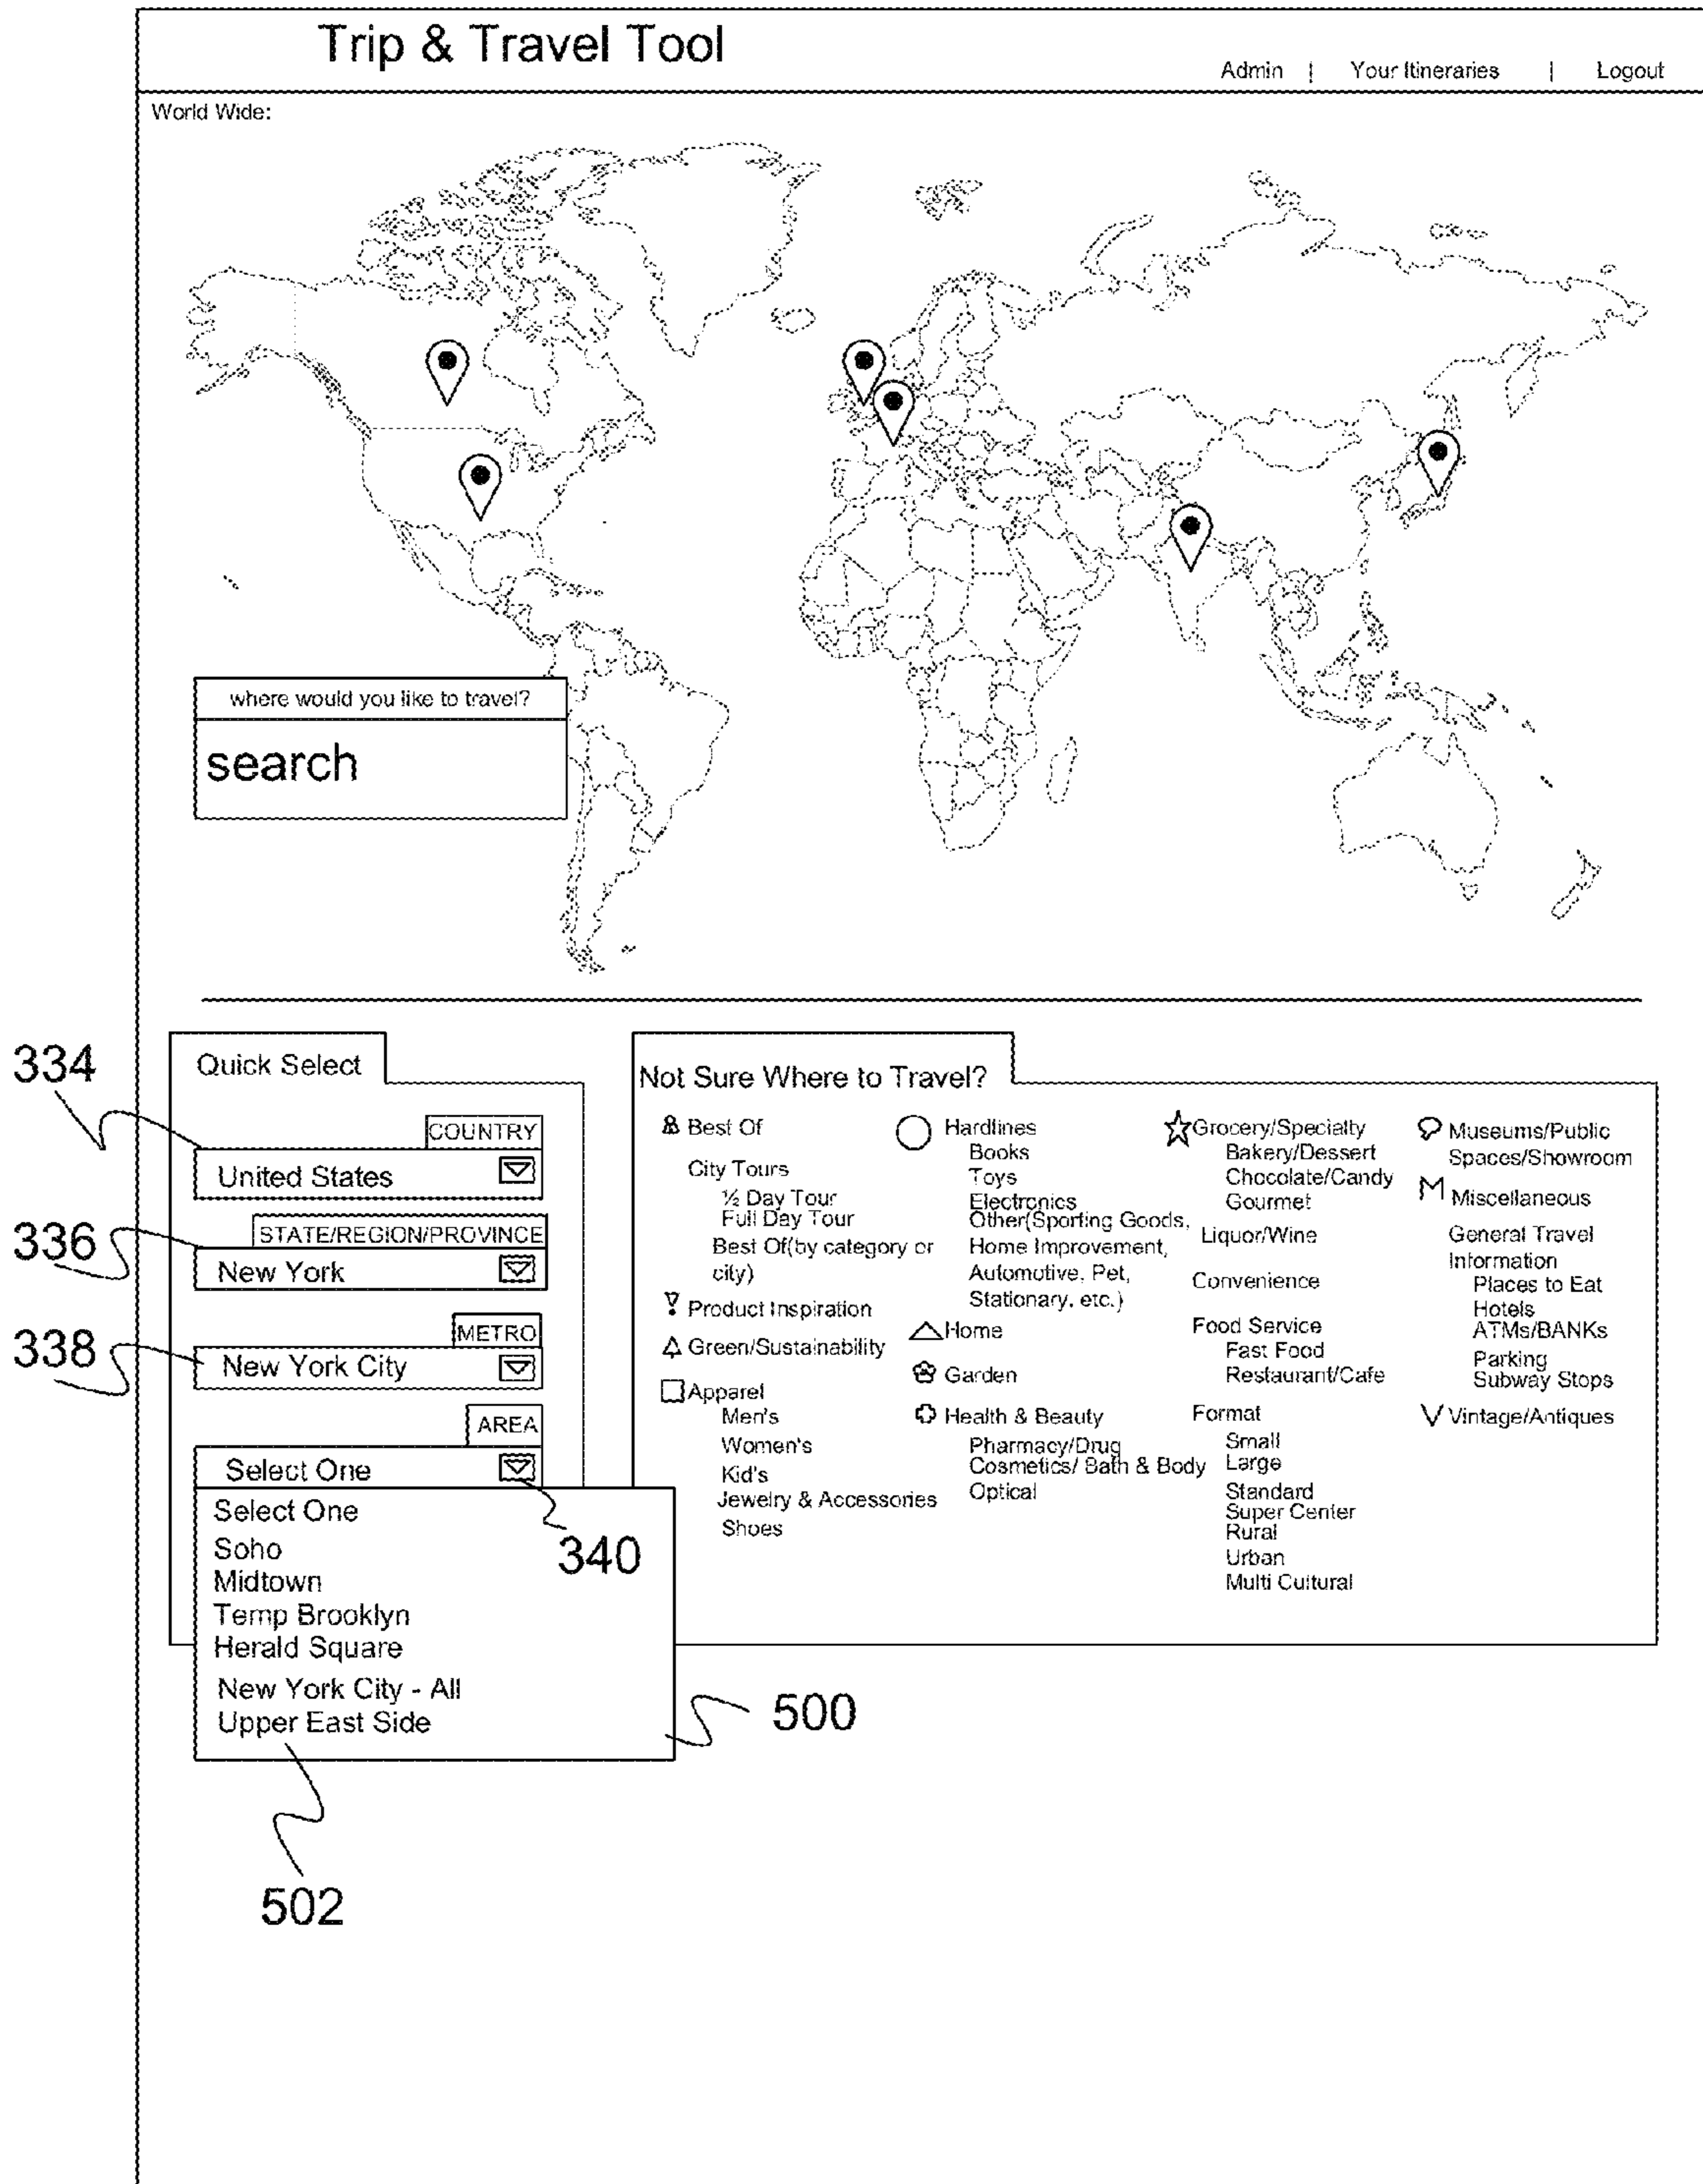 Trip & Travel Tool
Admin | Your Itineraries | Logout
World Wide:
where would you like to travel?
search
334
336
338
Quick Select
COUNTRY
United States
STATE/REGION/PROVINCE
New York
METRO
New York City
AREA
Select One
340
Select One
Soho
Midtown
Temp Brooklyn
Herald Square
New York City - All
Upper East Side
500
502
Not Sure Where to Travel?
Best Of
City Tours
½ Day Tour
Full Day Tour
Best Of(by category or
city)
Product Inspiration
Green/Sustainability
Apparel
Men's
Women's
Kid's
Jewelry & Accessories
Shoes
Hardlines
Books
Toys
Electronics
Other(Sporting Goods,
Home Improvement,
Automotive, Pet,
Stationary, etc.)
Home
Garden
Health & Beauty
Pharmacy/Drug
Cosmetics/ Bath & Body
Optical
Grocery/Specialty
Bakery/Dessert
Chocolate/Candy
Gourmet
Liquor/Wine
Convenience
Food Service
Fast Food
Restaurant/Cafe
Format
Small
Large
Standard
Super Center
Rural
Urban
Multi Cultural
Museums/Public
Spaces/Showroom
Miscellaneous
General Travel
Information
Places to Eat
Hotels
ATMs/BANKs
Parking
Subway Stops
Vintage/Antiques